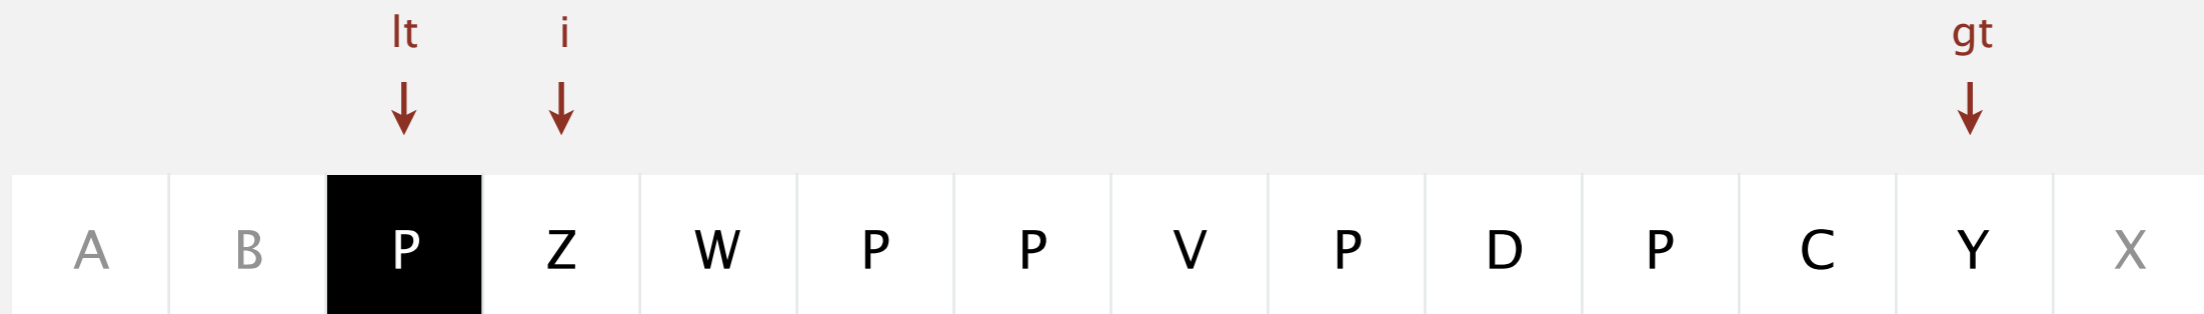 lt i gt
A B P Z W P P V P D P C Y X